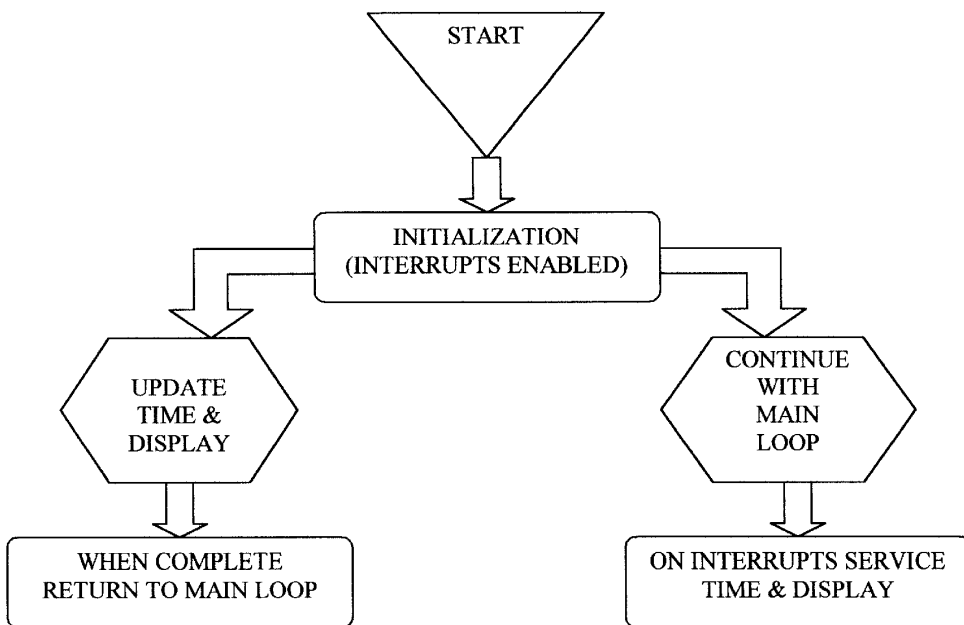 START
INITIALIZATION
(INTERRUPTS ENABLED)
UPDATE
TIME &
DISPLAY
CONTINUE
WITH
MAIN
LOOP
WHEN COMPLETE
RETURN TO MAIN LOOP
ON INTERRUPTS SERVICE
TIME & DISPLAY